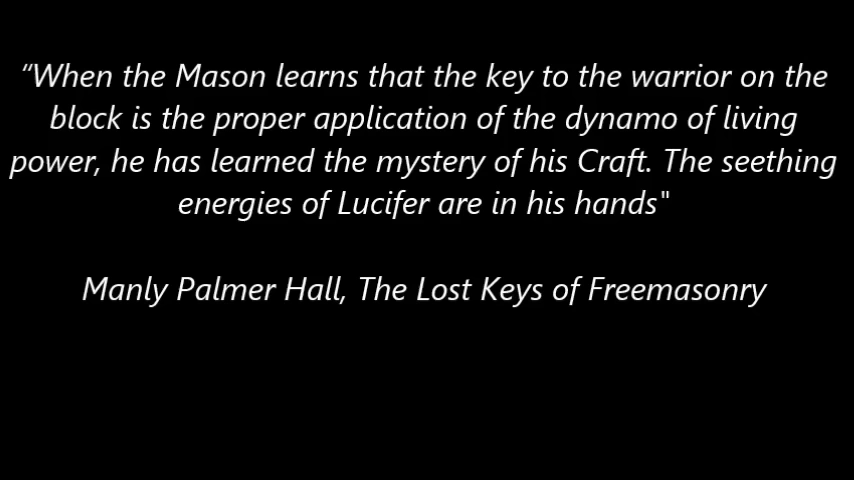 “When the Mason learns that the key to the warrior on the
block is the proper application of the dynamo of living
power, he has learned the mystery of his Craft. The seething
energies of Lucifer are in his hands"
Manly Palmer Hall, The Lost Keys of Freemasonry